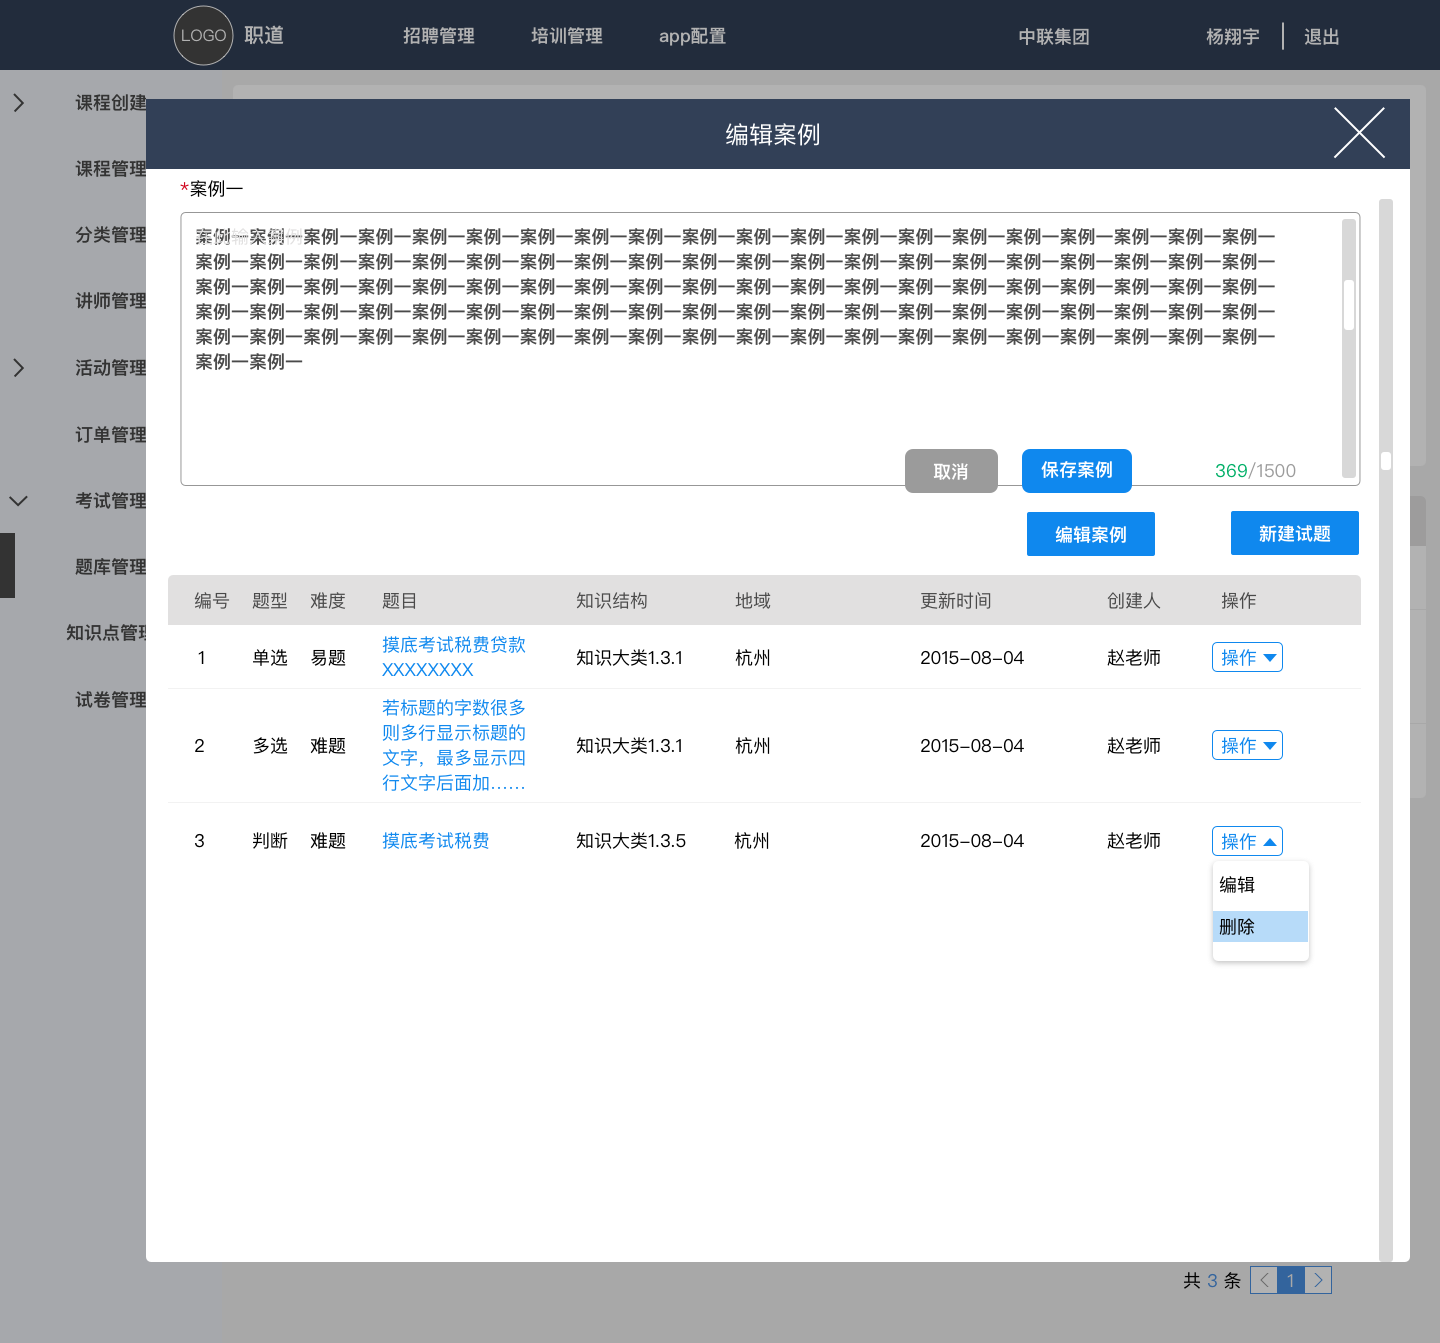 LOGO 职道 招聘管理 培训管理 app配置 中联集团 杨翔宇 退出
课程创建
课程管理
分类管理
讲师管理
活动管理
订单管理
考试管理
题库管理
知识点管理
试卷管理
编辑案例
*案例一
案例一案例一案例一案例一案例一案例一案例一案例一案例一案例一案例一案例一案例一案例一案例一案例一案例一案例一案例一案例一
案例一案例一案例一案例一案例一案例一案例一案例一案例一案例一案例一案例一案例一案例一案例一案例一案例一案例一案例一案例一
案例一案例一案例一案例一案例一案例一案例一案例一案例一案例一案例一案例一案例一案例一案例一案例一案例一案例一案例一案例一
案例一案例一案例一案例一案例一案例一案例一案例一案例一案例一案例一案例一案例一案例一案例一案例一案例一案例一案例一案例一
案例一案例一案例一案例一案例一案例一案例一案例一案例一案例一案例一案例一案例一案例一案例一案例一案例一案例一案例一案例一
案例一案例一
取消 保存案例 369/1500
编辑案例 新建试题
编号 题型 难度 题目 知识结构 地域 更新时间 创建人 操作
1 单选 易题 摸底考试税费贷款 知识大类1.3.1 杭州 2015-08-04 赵老师 操作
XXXXXXXX
若标题的字数很多
则多行显示标题的
2 多选 难题 文字，最多显示四 知识大类1.3.1 杭州 2015-08-04 赵老师 操作
行文字后面加……
3 判断 难题 摸底考试税费 知识大类1.3.5 杭州 2015-08-04 赵老师 操作
编辑
删除
共 3 条 < 1 >